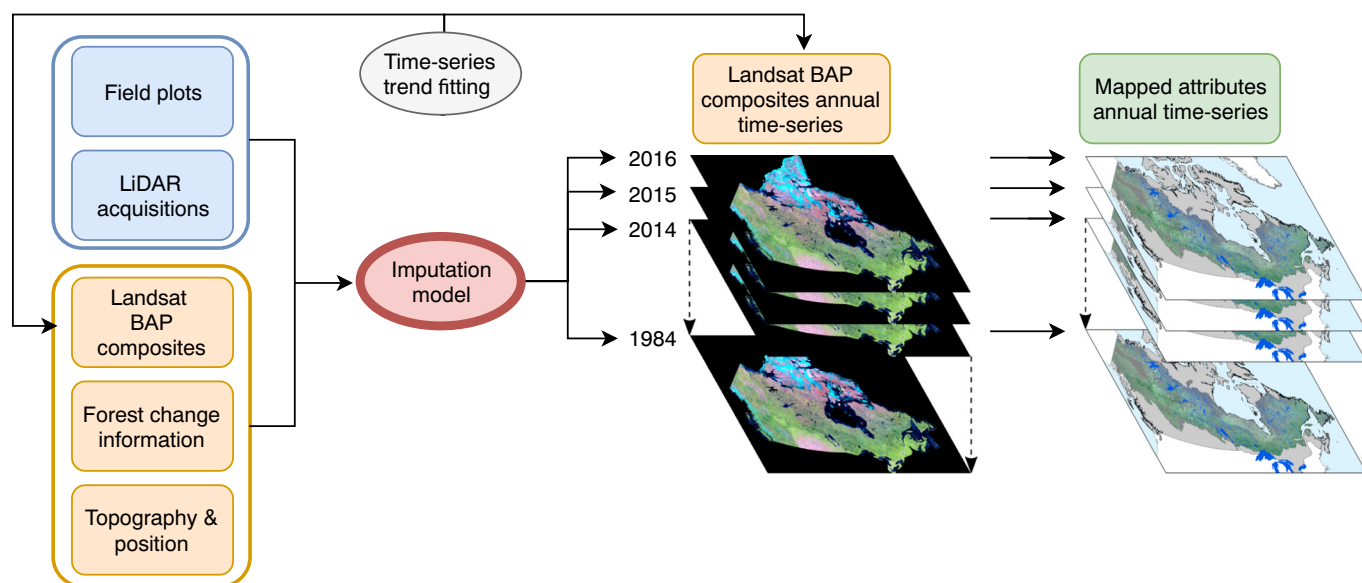 Time-series
trend fitting
Field plots
LiDAR
acquisitions
Landsat
BAP
composites
Forest change
information
Topography &
position
Imputation
model
Landsat BAP
composites annual
time-series
2016
2015
2014
1984
Mapped attributes
annual time-series